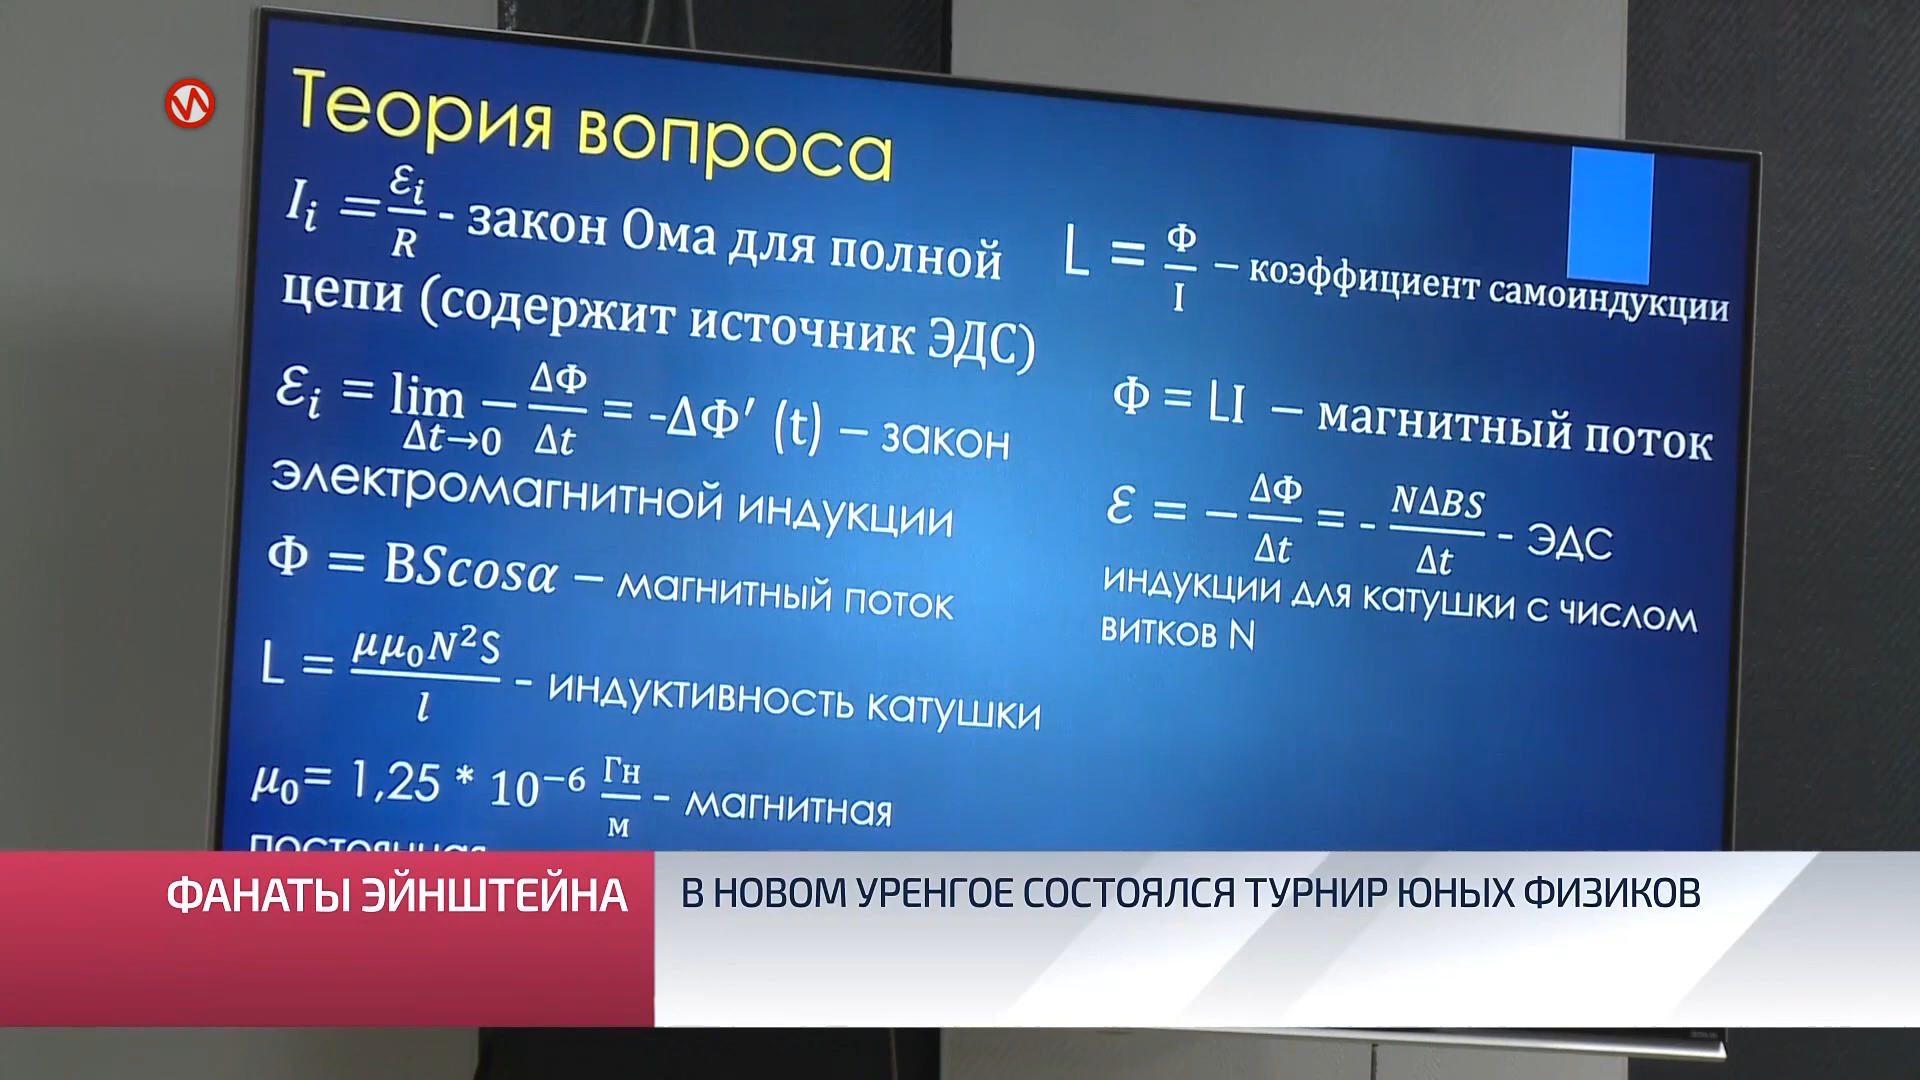 Теория вопроса
I_i = ε_i/R - закон Ома для полной
цепи (содержит источник ЭДС)
ε_i = lim_{Δt→0} − ΔФ/Δt = -ΔФ′ (t) – закон
электромагнитной индукции
Ф = BScosα – магнитный поток
L = μμ₀N²S/l - индуктивность катушки
μ₀= 1,25 * 10⁻⁶ Гн/м - магнитная
постоянная
L = Ф/I – коэффициент самоиндукции
Ф = LI – магнитный поток
ε = − ΔФ/Δt = - NΔBS/Δt - ЭДС
индукции для катушки с числом
витков N
ФАНАТЫ ЭЙНШТЕЙНА
В НОВОМ УРЕНГОЕ СОСТОЯЛСЯ ТУРНИР ЮНЫХ ФИЗИКОВ